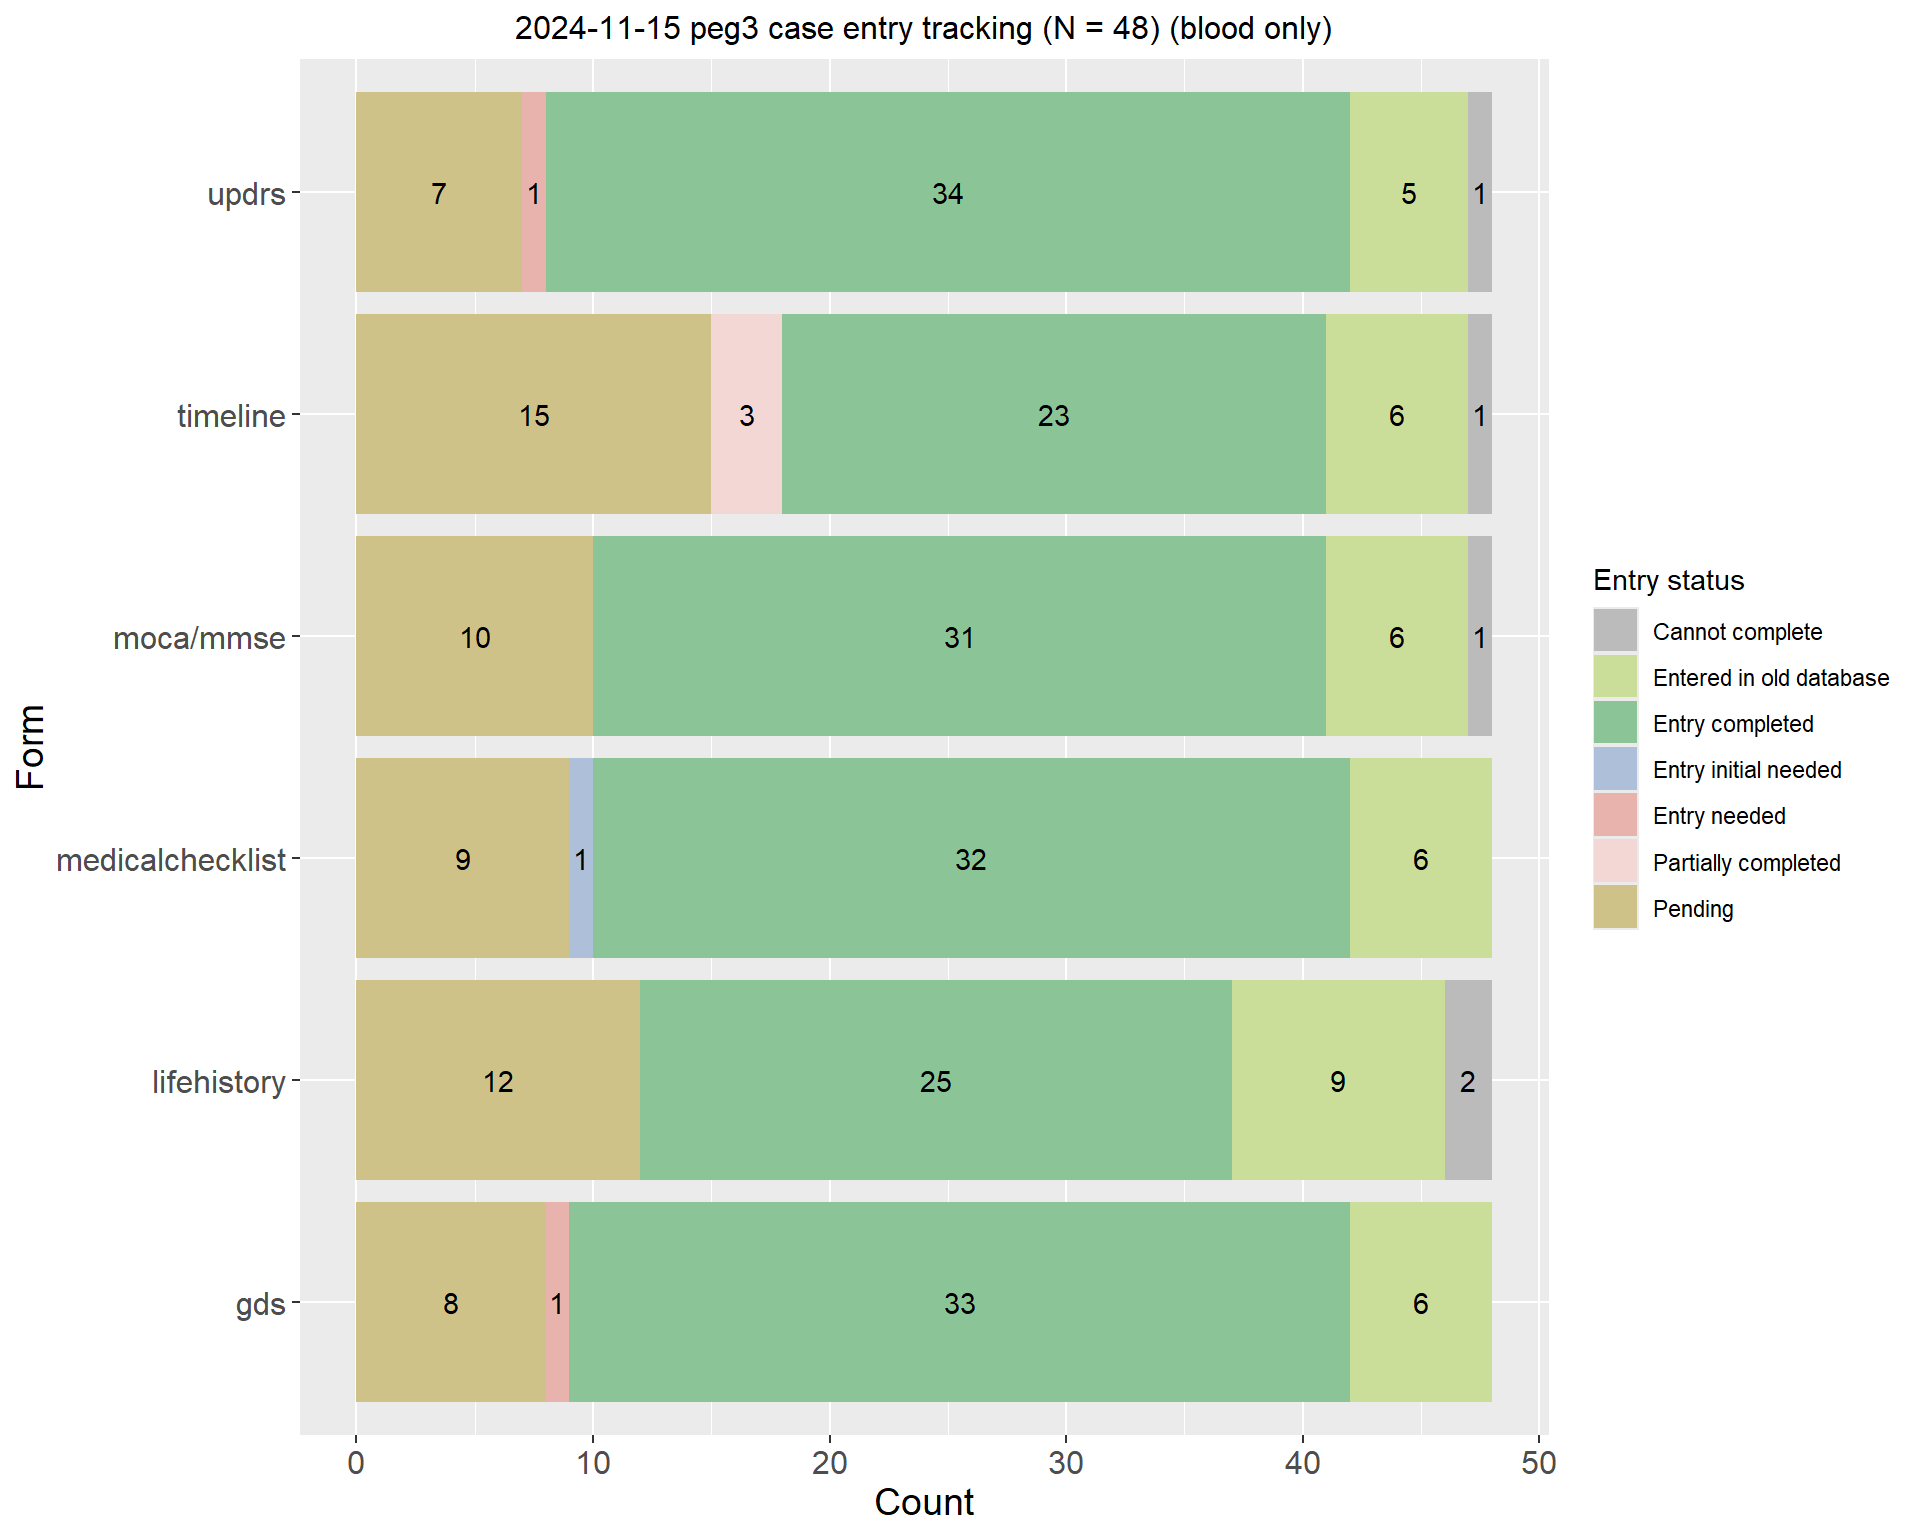 2024-11-15 peg3 case entry tracking (N = 48) (blood only)
updrs
7 1 34 5 1
timeline
15 3 23 6 1
moca/mmse
10 31 6 1
medicalchecklist
9 1 32 6
lifehistory
12 25 9 2
gds
8 1 33 6
0 10 20 30 40 50
Count
Form
Entry status
Cannot complete
Entered in old database
Entry completed
Entry initial needed
Entry needed
Partially completed
Pending